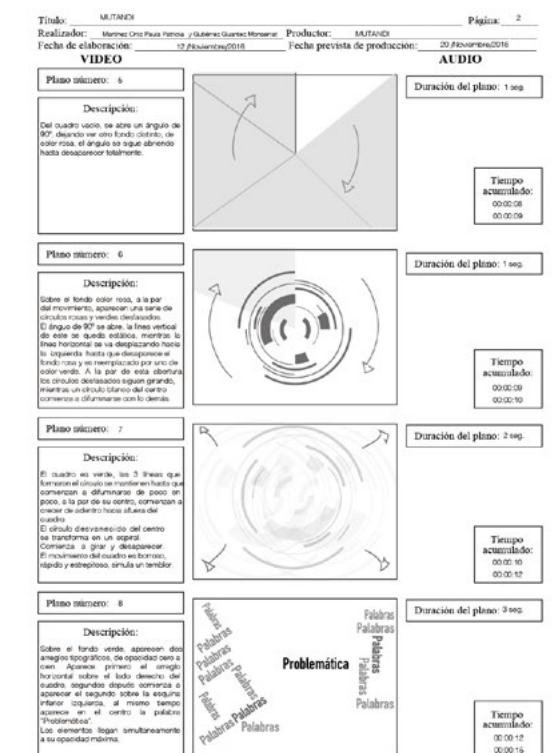 Título: MUTANDI Página: 2
Realizador: Martínez Ortiz Paula Patricia y Gutiérrez Guantec Monserrat Productor: MUTANDI
Fecha de elaboración: 12 /Noviembre/2016 Fecha prevista de producción: 20 /Noviembre/2016
VIDEO AUDIO
Plano número: 5
Descripción:
Del cuadro vacío, se abre un ángulo de
90º, dejando ver otro fondo distinto, de
color rosa, el ángulo se sigue abriendo
hasta desaparecer totalmente.
Duración del plano: 1 seg.
Tiempo
acumulado:
00:00:08
00:00:09
Plano número: 6
Descripción:
Sobre el fondo color rosa, a la par
del movimiento, aparecen una serie de
círculos rosas y verdes desfasados.
El ánguo de 90º se abre, la línea vertical
de este se queda estática, mientras la
línea horizontal se va desplazando hacia
la izquierda hasta que desaparece el
fondo rosa y es reemplazado por uno de
color verde. A la par de esta abertura
los círculos desfasados siguen girando,
mientras un círculo blanco del centro
comienza a difuminarse con lo demás.
Duración del plano: 1 seg.
Tiempo
acumulado:
00:00:09
00:00:10
Plano número: 7
Descripción:
El cuadro es verde, las 3 líneas que
formaron el círculo se mantienen hasta que
comienzan a difuminarse de poco en
poco, a la par de su centro, comienzan a
crecer de adentro hacia afuera del
cuadro
El círculo desvanecido del centro
se transforma en un espiral.
Comienza a girar y desaparecer.
El movimiento del cuadro es borroso,
rápido y estrepitoso, simula un temblor.
Duración del plano: 2 seg.
Tiempo
acumulado:
00:00:10
00:00:12
Plano número: 8
Descripción:
Sobre el fondo verde, aparecen dos
arreglos tipográficos, de opacidad cero a
cien Aparece primero el arreglo
horizontal sobre el lado derecho del
cuadro, segundos depués comienza a
aparecer el segundo sobre la esquina
inferior izquierda, al mismo tiempo
aparece en el centro la palabra
"Problemática".
Los elementos llegan simultaneamente
a su opacidad máxima.
Palabras
Palabras
Palabras
Palabras
Palabras
Palabras
Palabras
Palabras
Problemática
Palabras
Palabras
Palabras
Palabras
Palabras
Duración del plano: 3 seg.
Tiempo
acumulado:
00:00:12
00:00:15